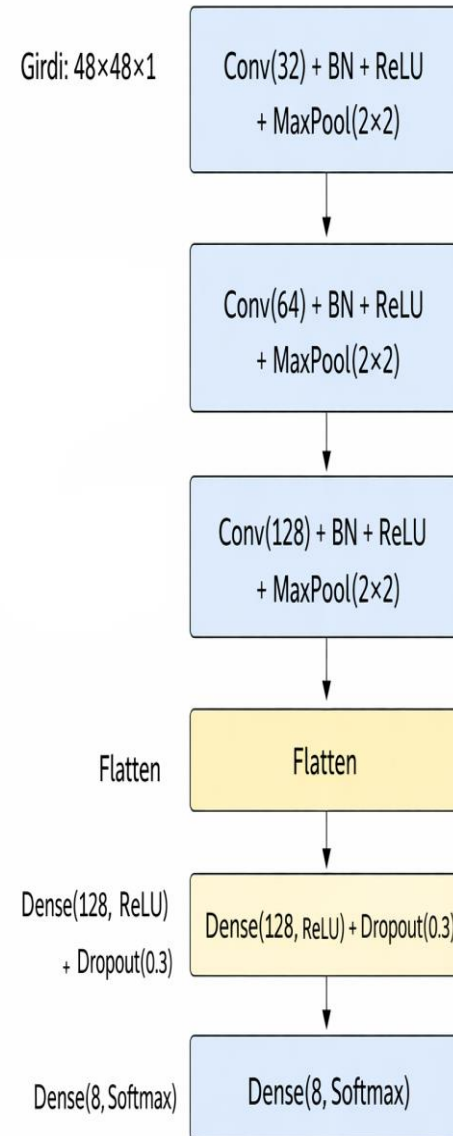 Girdi: 48×48×1
Conv(32) + BN + ReLU
+ MaxPool(2×2)
Conv(64) + BN + ReLU
+ MaxPool(2×2)
Conv(128) + BN + ReLU
+ MaxPool(2×2)
Flatten
Flatten
Dense(128, ReLU)
+ Dropout(0.3)
Dense(128, ReLU) + Dropout(0.3)
Dense(8, Softmax)
Dense(8, Softmax)